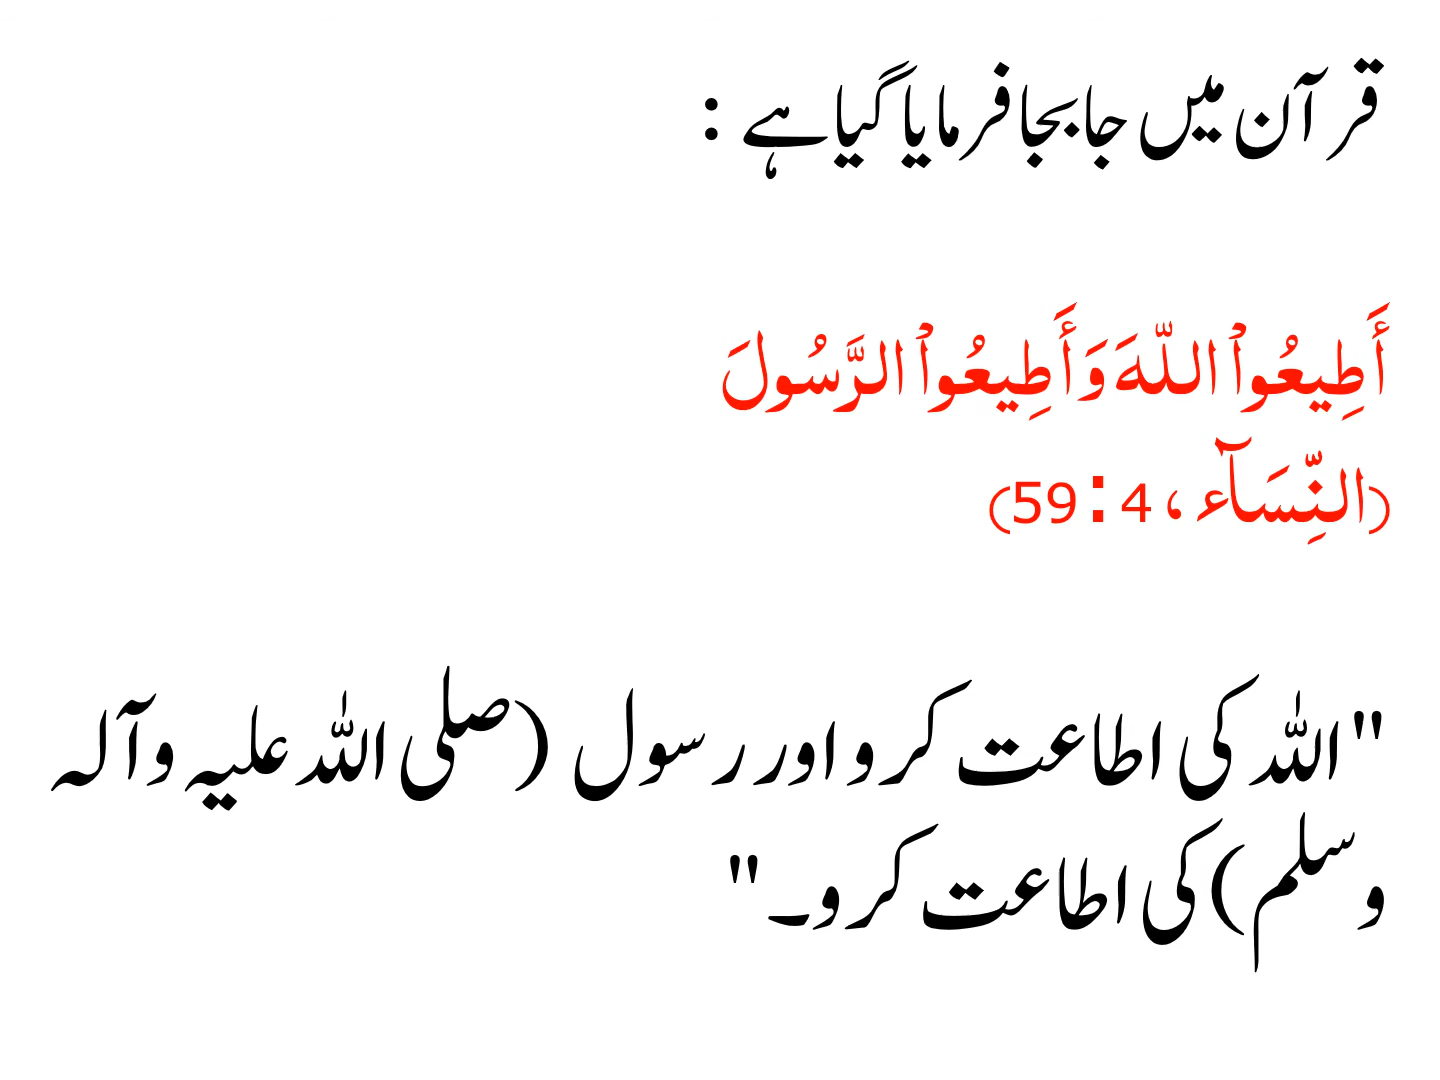 قرآن میں جابجا فرمایا گیا ہے :
أَطِيعُواْ اللّهَ وَأَطِيعُواْ الرَّسُولَ
(النِّسَآء ، 4 : 59)
"اللہ کی اطاعت کرو اور رسول (صلی اللہ علیہ وآلہ
وسلم) کی اطاعت کرو۔"